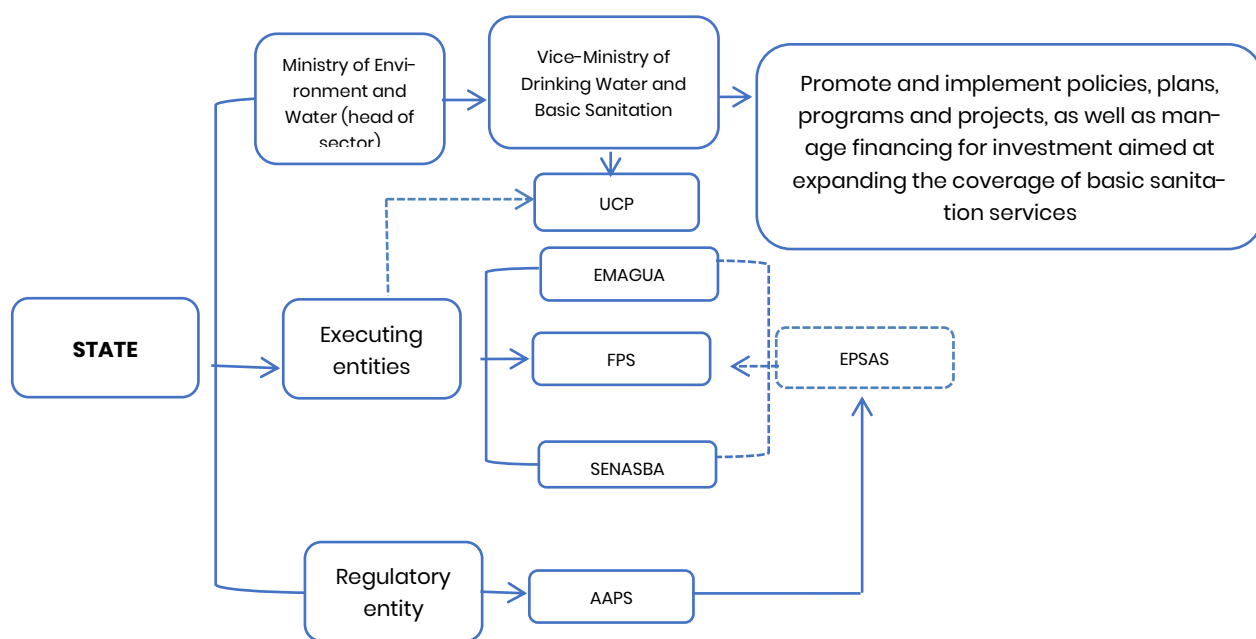 Ministry of Envi-
ronment and
Water (head of
sector)
Vice-Ministry of
Drinking Water and
Basic Sanitation
Promote and implement policies, plans,
programs and projects, as well as man-
age financing for investment aimed at
expanding the coverage of basic sanita-
tion services
UCP
EMAGUA
STATE
Executing
entities
FPS
EPSAS
SENASBA
Regulatory
entity
AAPS